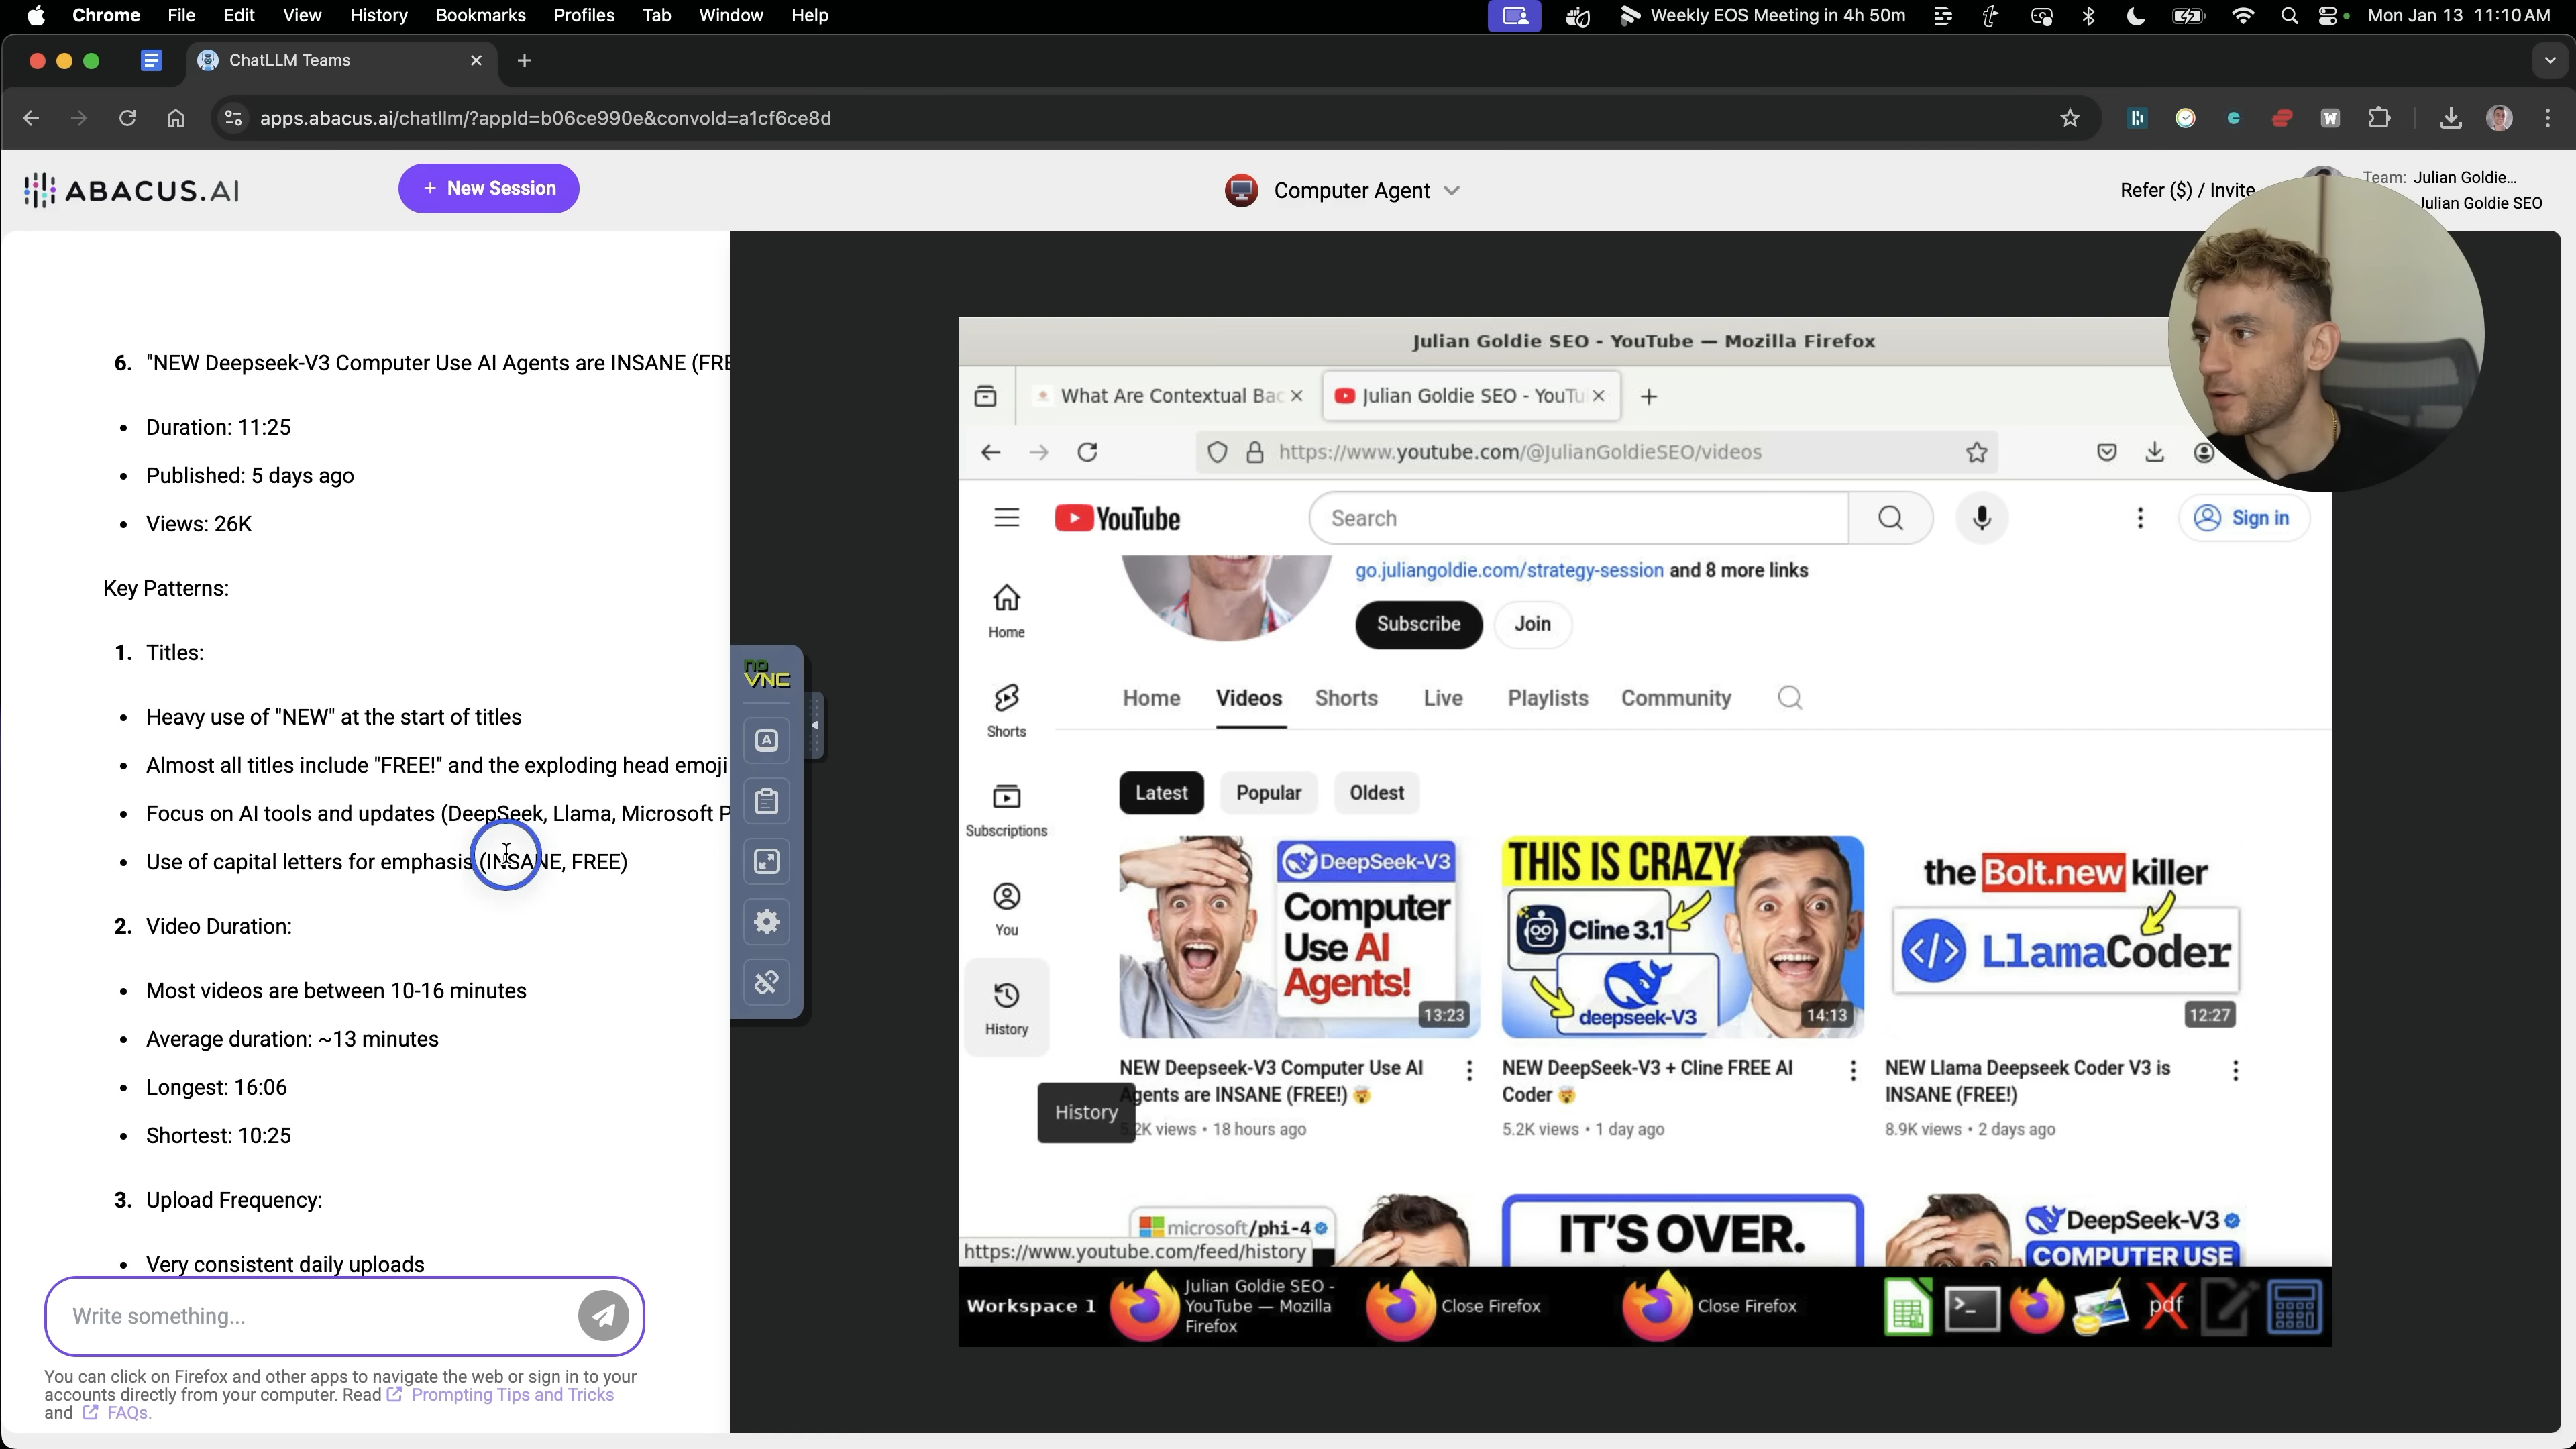 Chrome File Edit View History Bookmarks Profiles Tab Window Help
Weekly EOS Meeting in 4h 50m
Mon Jan 13 11:10 AM
ChatLLM Teams
apps.abacus.ai/chatllm/?appId=b06ce990e&convoId=a1cf6ce8d
ABACUS.AI
+ New Session
Computer Agent
Refer ($) / Invite
Team: Julian Goldie...
Julian Goldie SEO
6. "NEW Deepseek-V3 Computer Use AI Agents are INSANE (FRE
• Duration: 11:25
• Published: 5 days ago
• Views: 26K
Key Patterns:
1. Titles:
• Heavy use of "NEW" at the start of titles
• Almost all titles include "FREE!" and the exploding head emoji
• Focus on AI tools and updates (DeepSeek, Llama, Microsoft P
• Use of capital letters for emphasis (INSANE, FREE)
2. Video Duration:
• Most videos are between 10-16 minutes
• Average duration: ~13 minutes
• Longest: 16:06
• Shortest: 10:25
3. Upload Frequency:
• Very consistent daily uploads
Write something...
You can click on Firefox and other apps to navigate the web or sign in to your
accounts directly from your computer. Read Prompting Tips and Tricks
and FAQs.
no
VNC
A
Julian Goldie SEO - YouTube — Mozilla Firefox
What Are Contextual Bac
Julian Goldie SEO - YouTu
https://www.youtube.com/@JulianGoldieSEO/videos
YouTube
Search
Sign in
go.juliangoldie.com/strategy-session and 8 more links
Subscribe
Join
Home
Shorts
Subscriptions
You
History
History
Home Videos Shorts Live Playlists Community
Latest Popular Oldest
DeepSeek-V3
Computer
Use AI
Agents!
13:23
THIS IS CRAZY
Cline 3.1
deepseek-V3
14:13
the Bolt.new killer
LlamaCoder
12:27
NEW Deepseek-V3 Computer Use AI
Agents are INSANE (FREE!) 🤯
5.2K views • 18 hours ago
NEW DeepSeek-V3 + Cline FREE AI
Coder 🤯
5.2K views • 1 day ago
NEW Llama Deepseek Coder V3 is
INSANE (FREE!)
8.9K views • 2 days ago
microsoft/phi-4
IT'S OVER.
DeepSeek-V3
COMPUTER USE
https://www.youtube.com/feed/history
Workspace 1
Julian Goldie SEO -
YouTube — Mozilla
Firefox
Close Firefox
Close Firefox
pdf